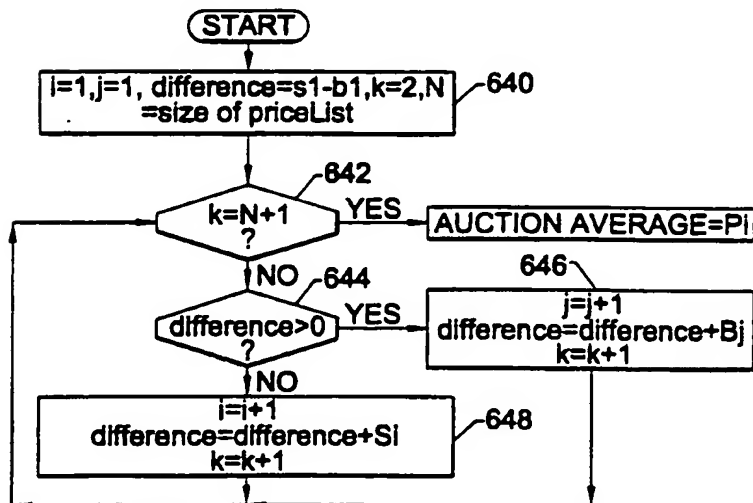 START
i=1,j=1, difference=s1-b1,k=2,N
=size of priceList
640
642
k=N+1
?
YES
AUCTION AVERAGE=Pi
NO
644
646
difference>0
?
YES
j=j+1
difference=difference+Bj
k=k+1
NO
i=i+1
difference=difference+Si
k=k+1
648